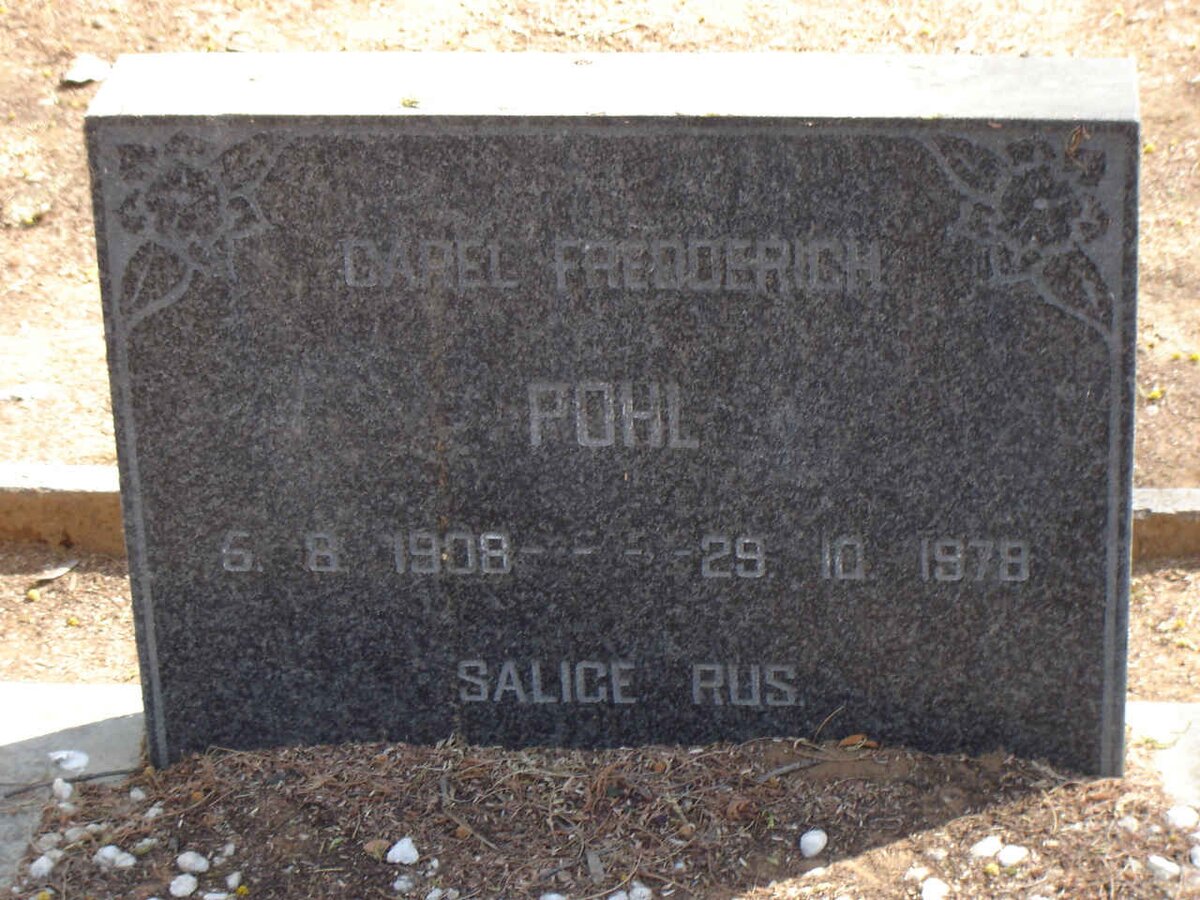 CAREL FREDDERICH
POHL
6. 8. 1908 - - - - 29. 10. 1978
SALIGE RUS.